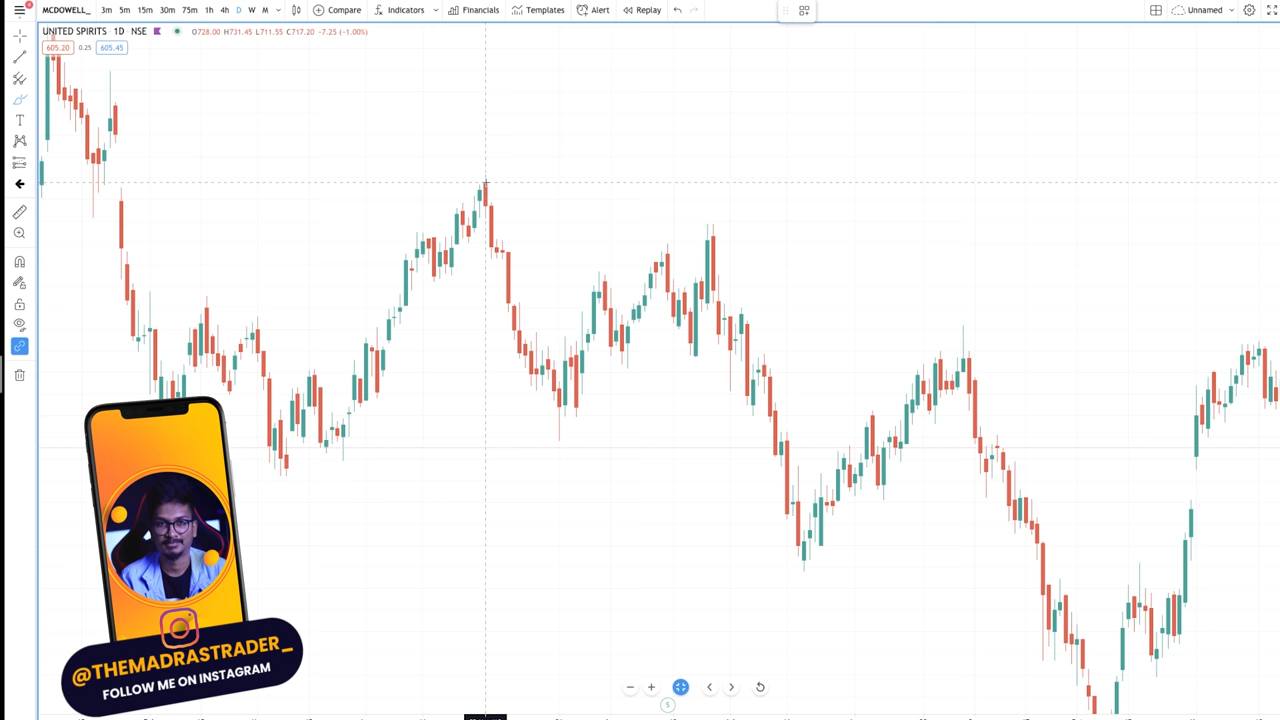 MCDOWELL_ 3m 5m 15m 30m 75m 1h 4h D W M Compare Indicators Financials Templates Alert Replay Unnamed
UNITED SPIRITS · 1D · NSE O728.00 H731.45 L711.55 C717.20 -7.25 (-1.00%)
605.20 0.25 605.45
@THEMADRASTRADER_
FOLLOW ME ON INSTAGRAM
S